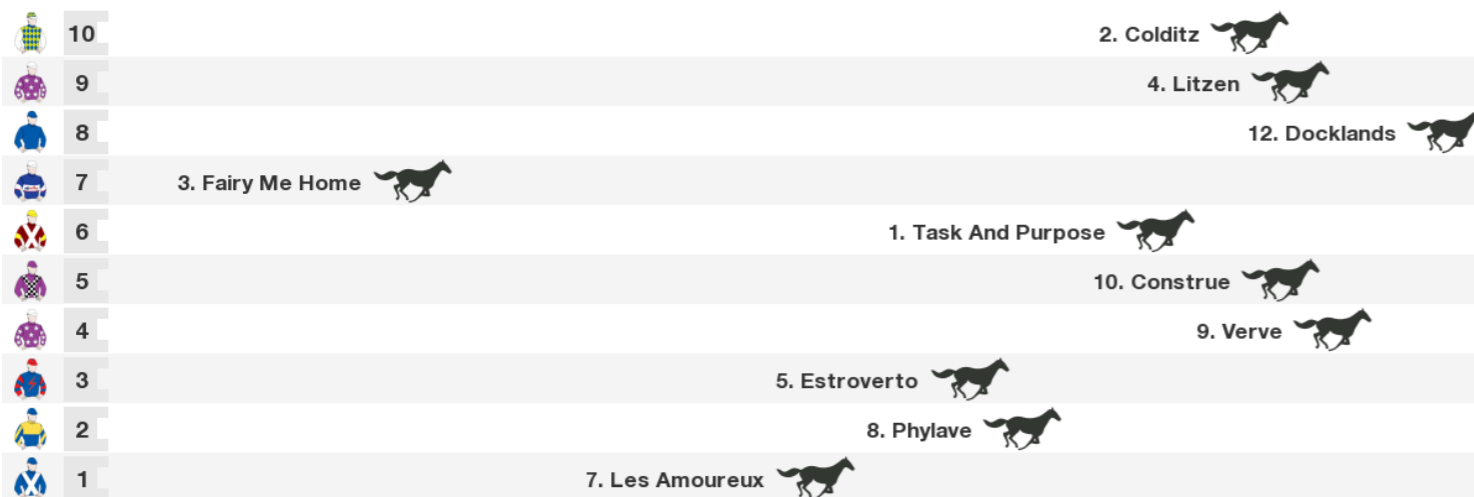 10 2. Colditz
9 4. Litzen
8 12. Docklands
7 3. Fairy Me Home
6 1. Task And Purpose
5 10. Construe
4 9. Verve
3 5. Estroverto
2 8. Phylave
1 7. Les Amoureux